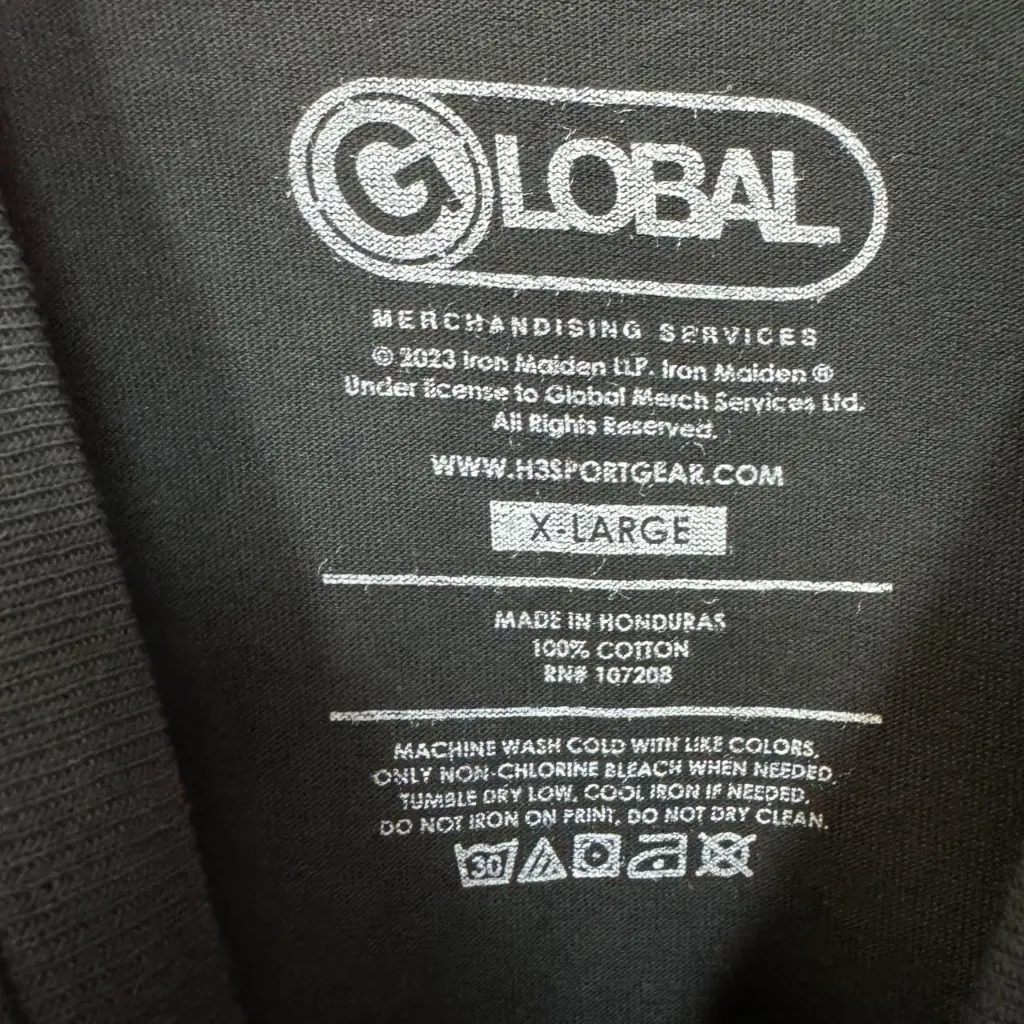 GLOBAL
MERCHANDISING SERVICES
© 2023 Iron Maiden LLP. Iron Maiden ®
Under license to Global Merch Services Ltd.
All Rights Reserved.
WWW.H3SPORTGEAR.COM
X-LARGE
MADE IN HONDURAS
100% COTTON
RN# 107208
MACHINE WASH COLD WITH LIKE COLORS,
ONLY NON-CHLORINE BLEACH WHEN NEEDED,
TUMBLE DRY LOW, COOL IRON IF NEEDED,
DO NOT IRON ON PRINT, DO NOT DRY CLEAN.
30